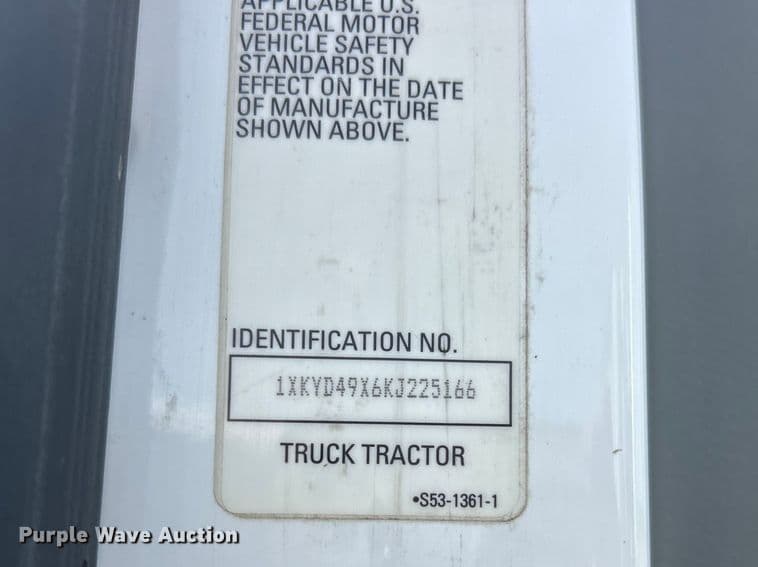 APPLICABLE U.S.
FEDERAL MOTOR
VEHICLE SAFETY
STANDARDS IN
EFFECT ON THE DATE
OF MANUFACTURE
SHOWN ABOVE.
IDENTIFICATION NO.
1XKYD49X6KJ225166
TRUCK TRACTOR
•S53-1361-1
Purple Wave Auction